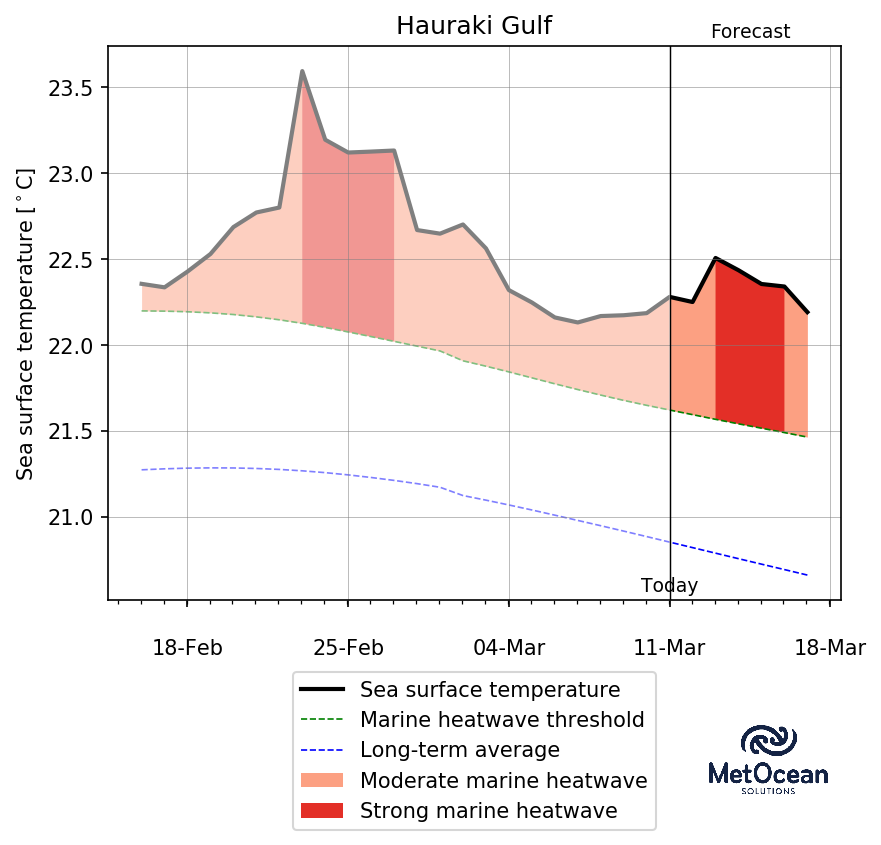 Hauraki Gulf
Forecast
Sea surface temperature [ °C]
23.5
23.0
22.5
22.0
21.5
21.0
Today
18-Feb 25-Feb 04-Mar 11-Mar 18-Mar
Sea surface temperature
Marine heatwave threshold
Long-term average
Moderate marine heatwave
Strong marine heatwave
MetOcean
SOLUTIONS